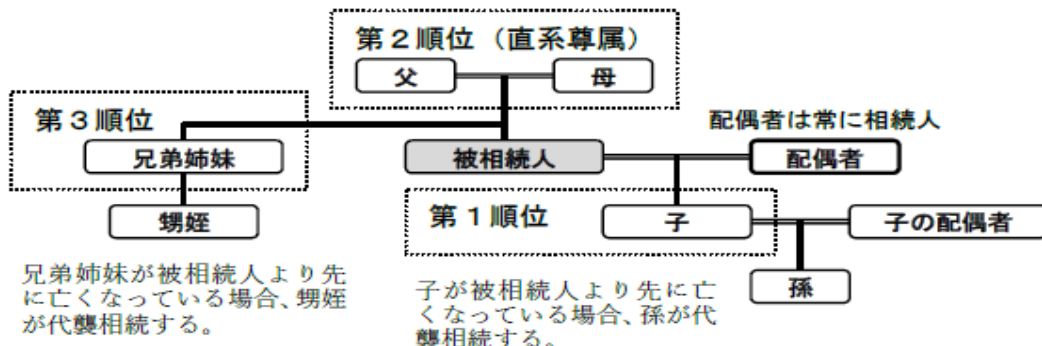 第2順位（直系尊属）
父
母
第3順位
配偶者は常に相続人
兄弟姉妹
被相続人
配偶者
甥姪
第1順位
子
子の配偶者
孫
兄弟姉妹が被相続人より先
に亡くなっている場合、甥姪
が代襲相続する。
子が被相続人より先に亡
くなっている場合、孫が代
襲相続する。